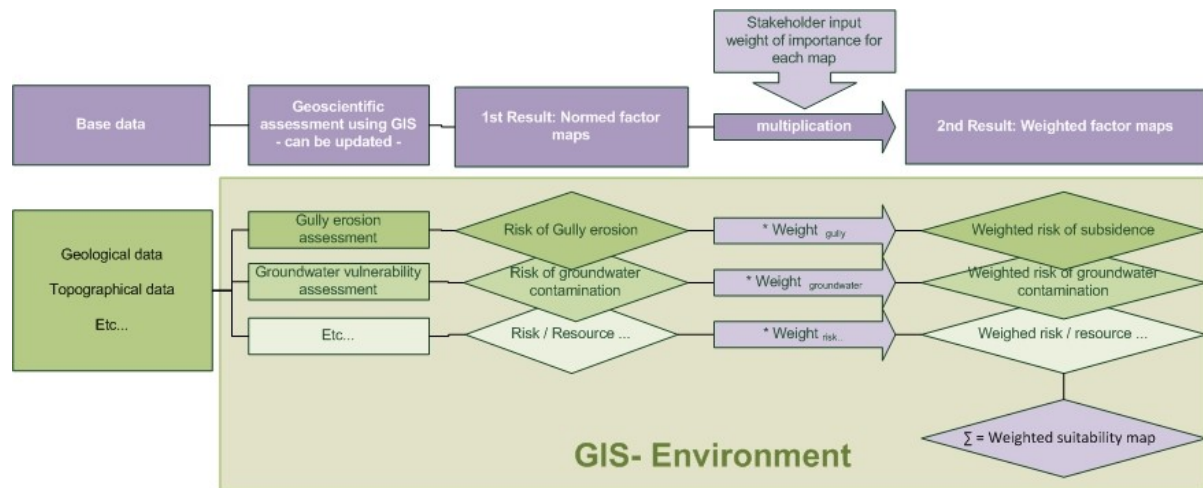 Stakeholder input
weight of importance for
each map
Base data
Geoscientific
assessment using GIS
- can be updated -
1st Result: Normed factor
maps
multiplication
2nd Result: Weighted factor maps
Geological data
Topographical data
Etc...
Gully erosion
assessment
Risk of Gully erosion
* Weight gully
Weighted risk of subsidence
Groundwater vulnerability
assessment
Risk of groundwater
contamination
* Weight groundwater
Weighted risk of groundwater
contamination
Etc...
Risk / Resource ...
* Weight risk...
Weighed risk / resource ...
∑ = Weighted suitability map
GIS- Environment